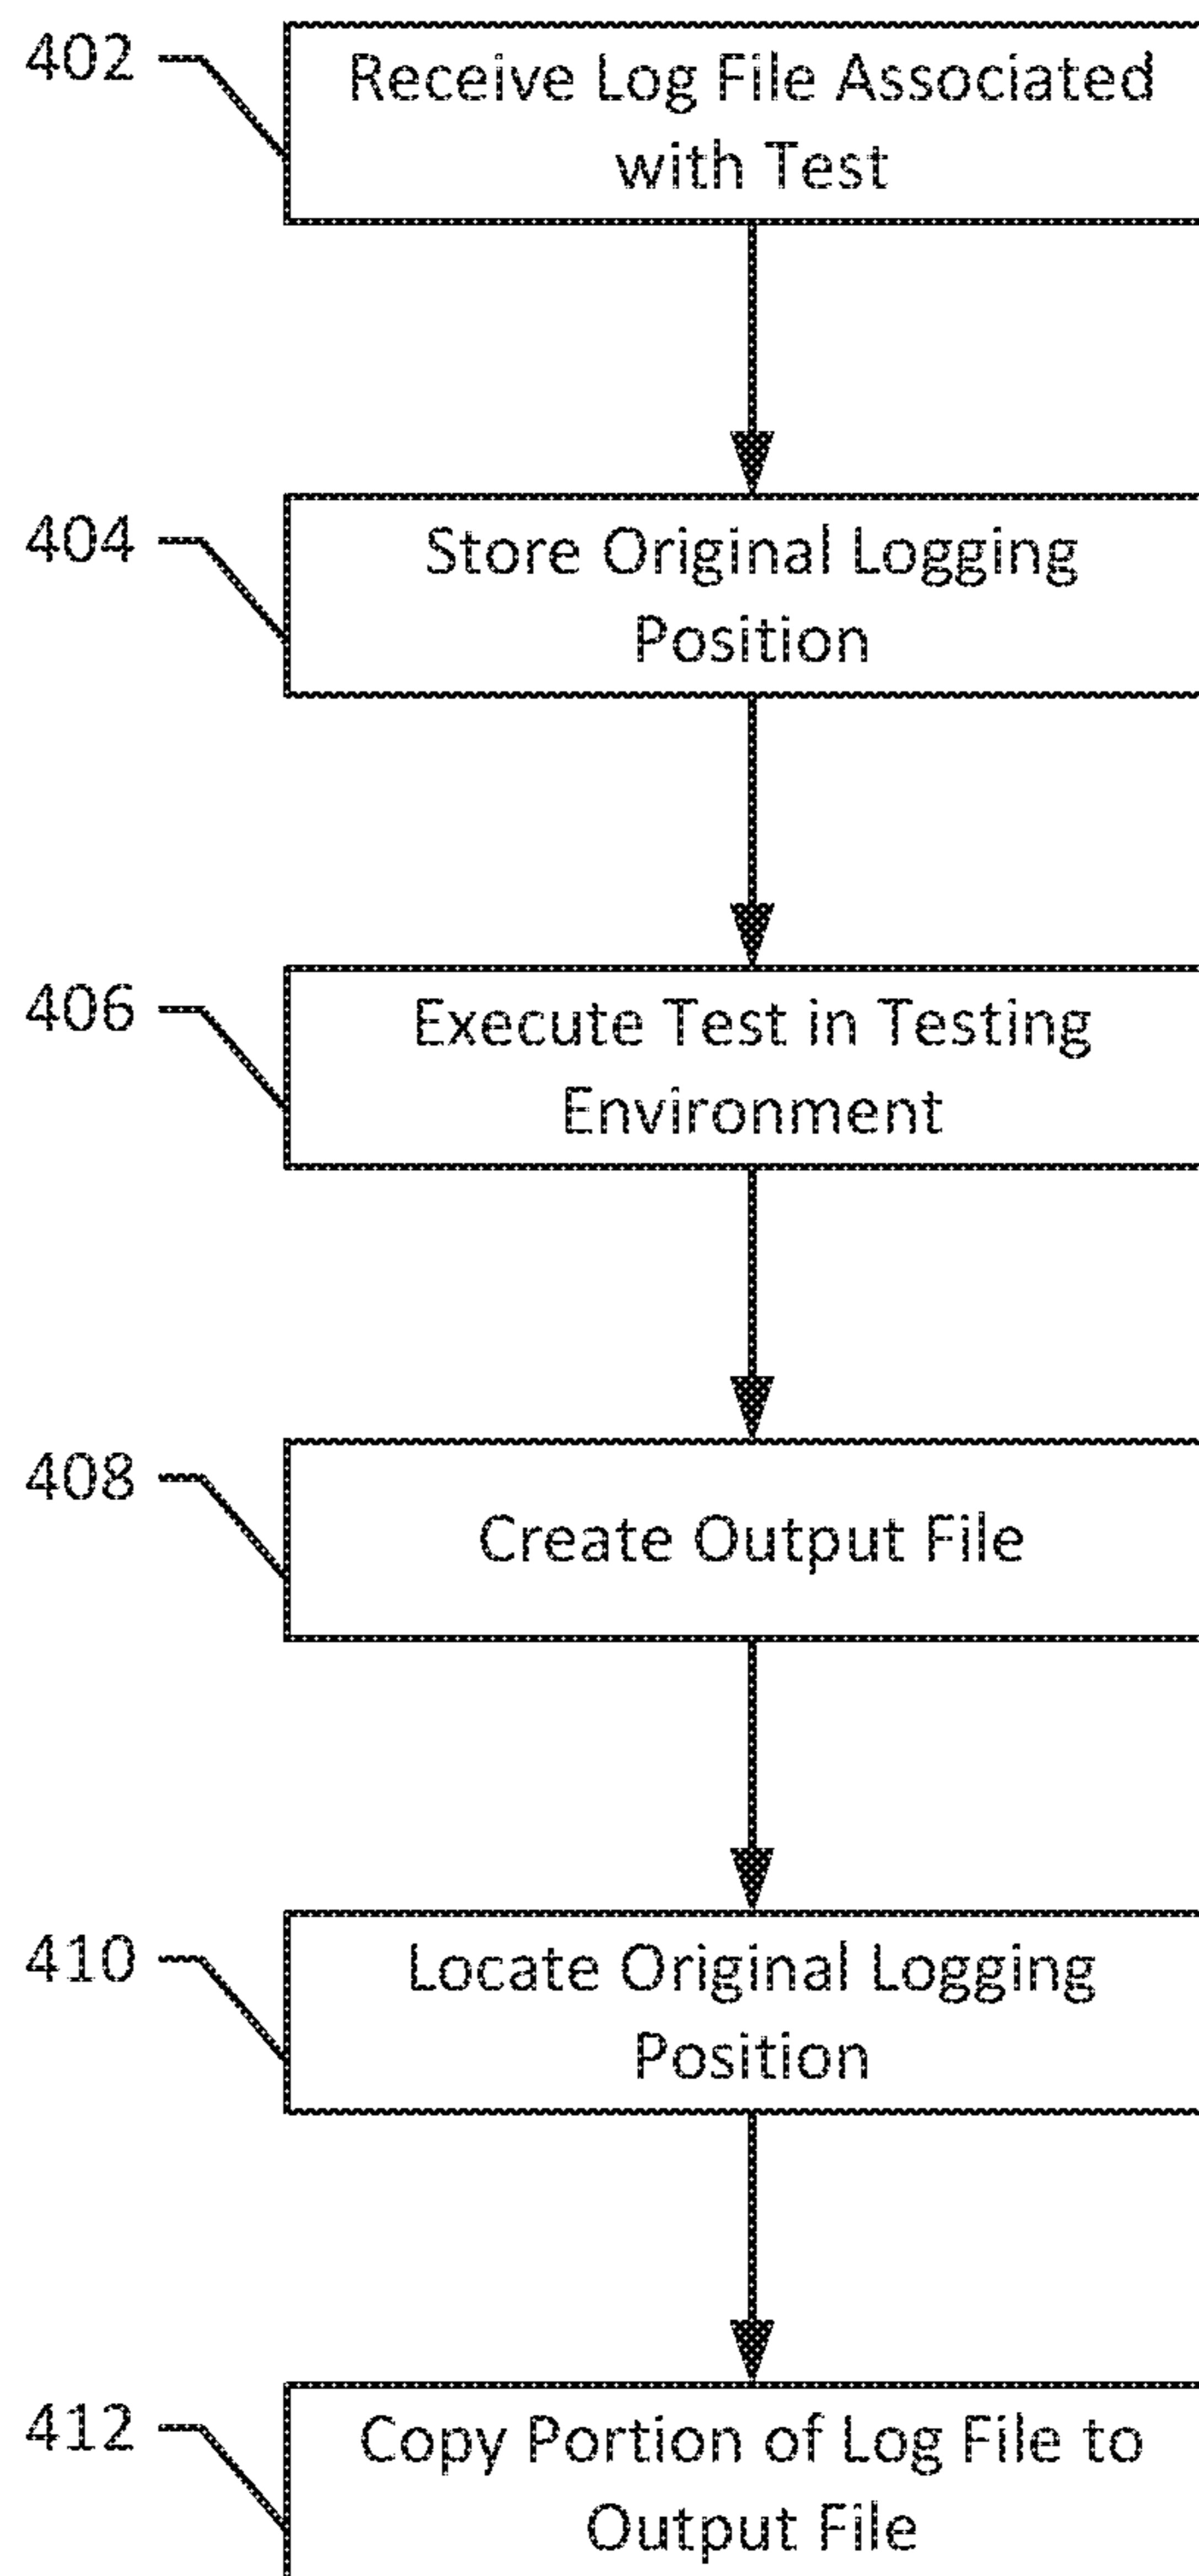 402
Receive Log File Associated
with Test
404
Store Original Logging
Position
406
Execute Test in Testing
Environment
408
Create Output File
410
Locate Original Logging
Position
412
Copy Portion of Log File to
Output File